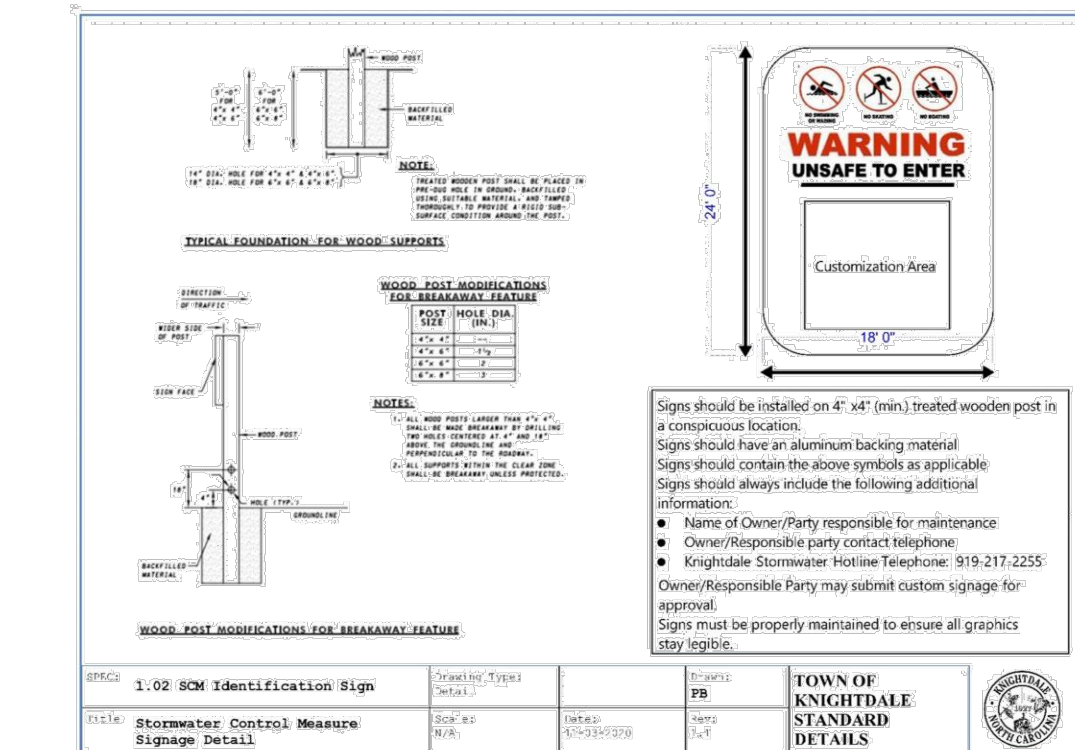 WOOD POST
5'-0" 6'-0"
FOR FOR
4"x 4" 6"x 6"
4"x 6" 6"x 8"
BACKFILLED
MATERIAL
14" DIA. HOLE FOR 4"x 4" & 4"x 6"
18" DIA. HOLE FOR 6"x 6" & 6"x 8"
NOTE:
TREATED WOODEN POST SHALL BE PLACED IN
PRE-DUG HOLE IN GROUND, BACKFILLED
USING SUITABLE MATERIAL, AND TAMPED
THOROUGHLY TO PROVIDE A RIGID SUB-
SURFACE CONDITION AROUND THE POST.
TYPICAL FOUNDATION FOR WOOD SUPPORTS
NO SWIMMING
OR WADING
NO SKATING
NO BOATING
WARNING
UNSAFE TO ENTER
24' 0"
Customization Area
18' 0"
DIRECTION
OF TRAFFIC
WIDER SIDE
OF POST
SIGN FACE
WOOD POST
18"
4"
HOLE (TYP.)
GROUNDLINE
BACKFILLED
MATERIAL
WOOD POST MODIFICATIONS
FOR BREAKAWAY FEATURE
POST HOLE DIA.
SIZE (IN.)
4"x 4" --
4"x 6" 1½
6"x 6" 2
6"x 8" 3
NOTES:
1. ALL WOOD POSTS LARGER THAN 4"x 4"
SHALL BE MADE BREAKAWAY BY DRILLING
TWO HOLES CENTERED AT 4" AND 18"
ABOVE THE GROUNDLINE AND
PERPENDICULAR TO THE ROADWAY.
2. ALL SUPPORTS WITHIN THE CLEAR ZONE
SHALL BE BREAKAWAY UNLESS PROTECTED.
WOOD POST MODIFICATIONS FOR BREAKAWAY FEATURE
Signs should be installed on 4" x4" (min.) treated wooden post in
a conspicuous location.
Signs should have an aluminum backing material
Signs should contain the above symbols as applicable
Signs should always include the following additional
information:
● Name of Owner/Party responsible for maintenance
● Owner/Responsible party contact telephone
● Knightdale Stormwater Hotline Telephone: 919-217-2255
Owner/Responsible Party may submit custom signage for
approval.
Signs must be properly maintained to ensure all graphics
stay legible.
SPEC: 1.02 SCM Identification Sign
Drawing Type:
Detail
Drawn:
PB
Title: Stormwater Control Measure
Signage Detail
Scale:
N/A
Date:
Rev:
1.1
TOWN OF
KNIGHTDALE
STANDARD
DETAILS
KNIGHTDALE
1927
NORTH CAROLINA